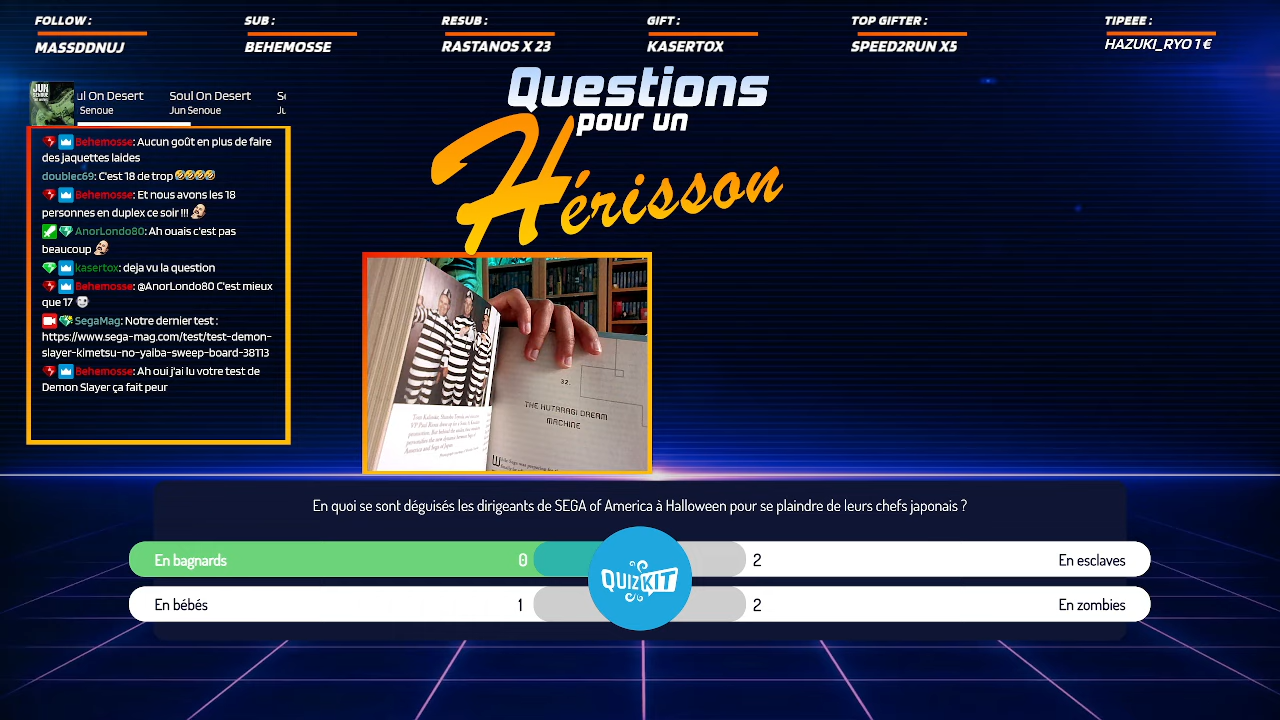 FOLLOW :
MASSDDNUJ
SUB :
BEHEMOSSE
RESUB :
RASTANOS X 23
GIFT :
KASERTOX
TOP GIFTER :
SPEED2RUN X5
TIPEEE :
HAZUKI_RYO 1 €
Questions
pour un
Hérisson
JUN
SENOUE
ul On Desert
Senoue
Soul On Desert
Jun Senoue
Behemosse: Aucun goût en plus de faire
des jaquettes laides
doublec69: C'est 18 de trop
Behemosse: Et nous avons les 18
personnes en duplex ce soir !!!
AnorLondo80: Ah ouais c'est pas
beaucoup
kasertox: deja vu la question
Behemosse: @AnorLondo80 C'est mieux
que 17
SegaMag: Notre dernier test :
https://www.sega-mag.com/test/test-demon-
slayer-kimetsu-no-yaiba-sweep-board-38113
Behemosse: Ah oui j'ai lu votre test de
Demon Slayer ça fait peur
32.
THE KUTARAGI DREAM
MACHINE
En quoi se sont déguisés les dirigeants de SEGA of America à Halloween pour se plaindre de leurs chefs japonais ?
En bagnards 0
2 En esclaves
QUIZKIT
En bébés 1
2 En zombies